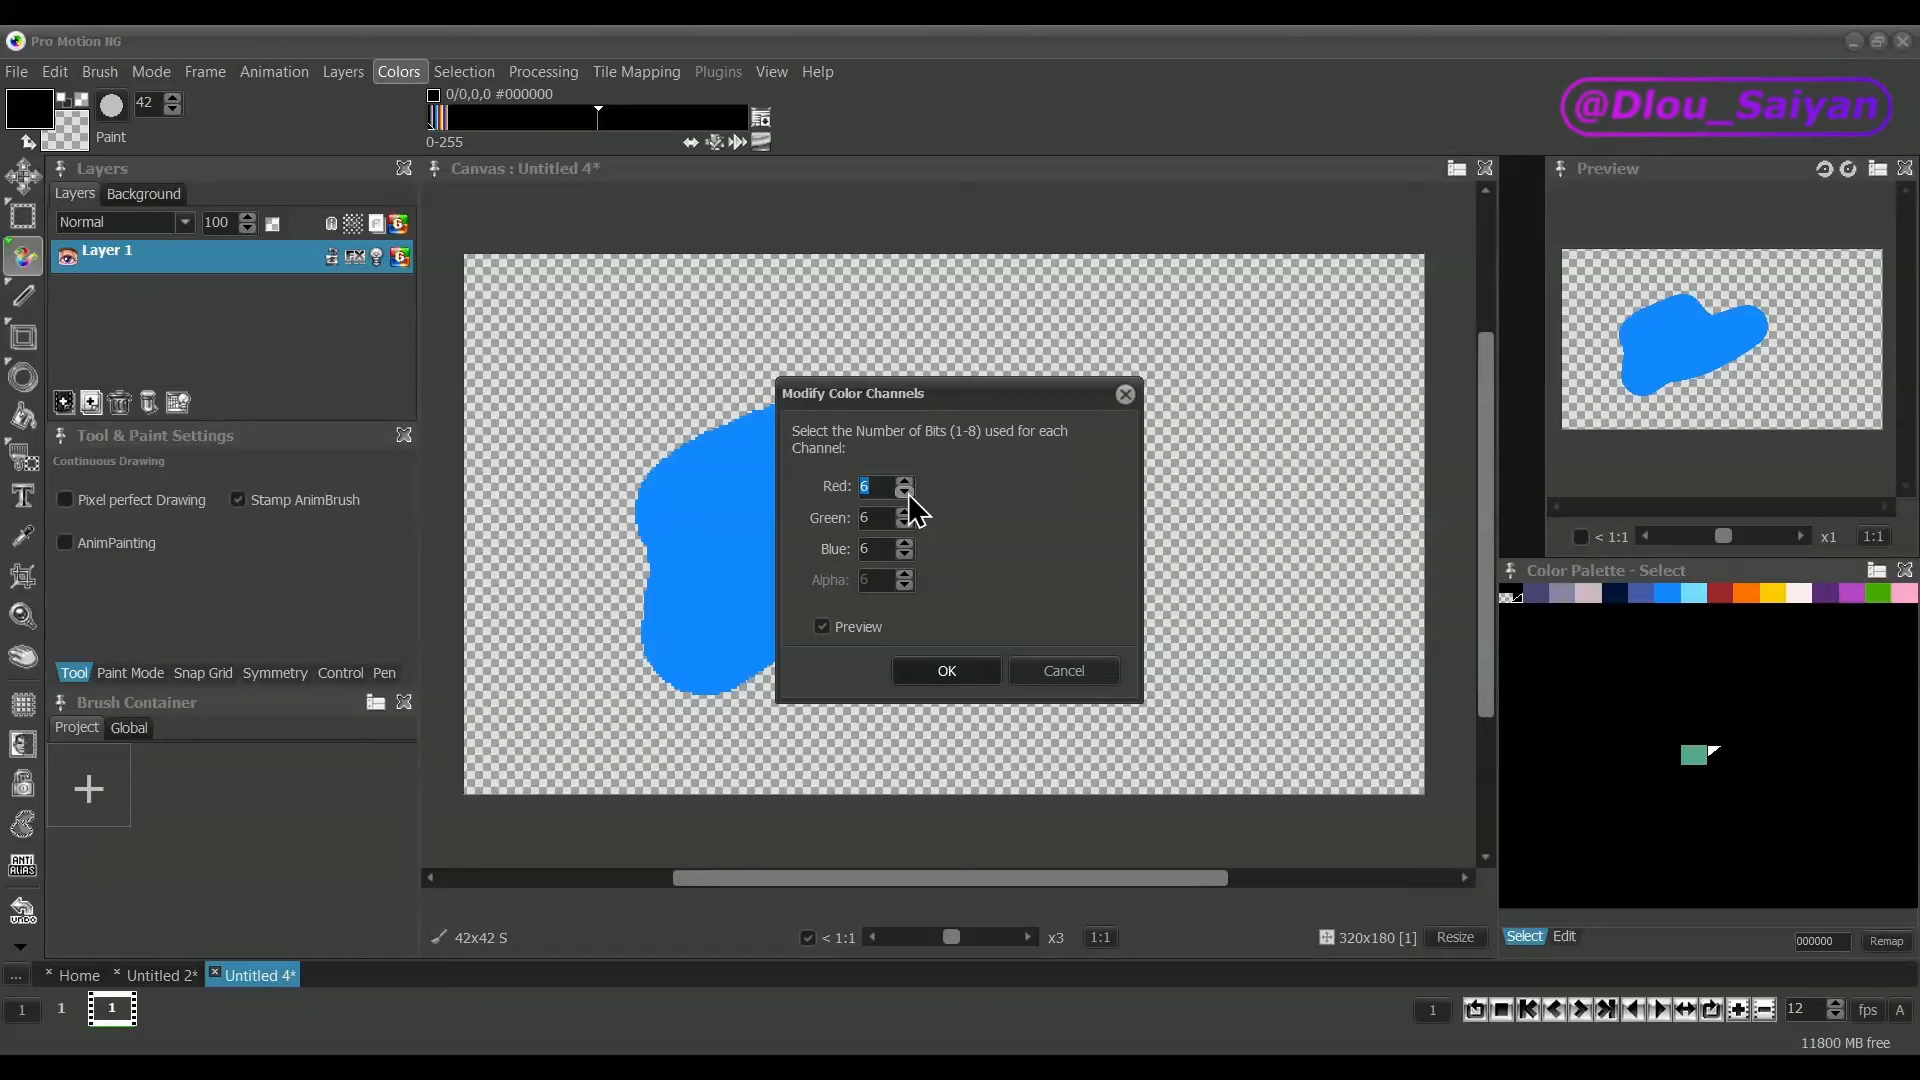 Pro Motion NG
File Edit Brush Mode Frame Animation Layers Colors Selection Processing Tile Mapping Plugins View Help
42
Paint
0/0,0,0 #000000
0-255
@Dlou_Saiyan
Layers
Layers Background
Normal 100
Layer 1
FX
Tool & Paint Settings
Continuous Drawing
Pixel perfect Drawing Stamp AnimBrush
AnimPainting
Tool Paint Mode Snap Grid Symmetry Control Pen
Brush Container
Project Global
ANTI
ALIAS
UNDO
Canvas : Untitled 4*
Modify Color Channels
Select the Number of Bits (1-8) used for each
Channel:
Red: 6
Green: 6
Blue: 6
Alpha: 6
Preview
OK Cancel
42x42 S < 1:1 x3 1:1 320x180 [1] Resize
Preview
< 1:1 x1 1:1
Color Palette - Select
Select Edit 000000 Remap
... Home Untitled 2* Untitled 4*
1 1 1 1 12 fps A
11800 MB free